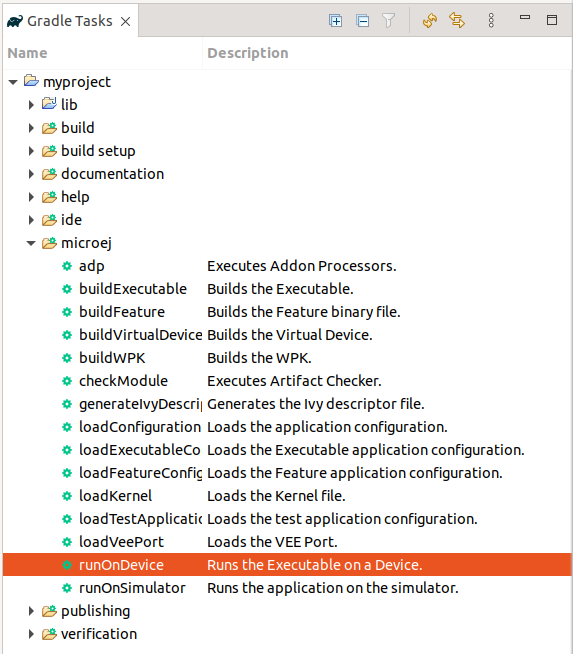 Gradle Tasks
Name Description
myproject
lib
build
build setup
documentation
help
ide
microej
adp Executes Addon Processors.
buildExecutable Builds the Executable.
buildFeature Builds the Feature binary file.
buildVirtualDevice Builds the Virtual Device.
buildWPK Builds the WPK.
checkModule Executes Artifact Checker.
generateIvyDescri Generates the Ivy descriptor file.
loadConfiguration Loads the application configuration.
loadExecutableCo Loads the Executable application configuration.
loadFeatureConfig Loads the Feature application configuration.
loadKernel Loads the Kernel file.
loadTestApplicatio Loads the test application configuration.
loadVeePort Loads the VEE Port.
runOnDevice Runs the Executable on a Device.
runOnSimulator Runs the application on the simulator.
publishing
verification